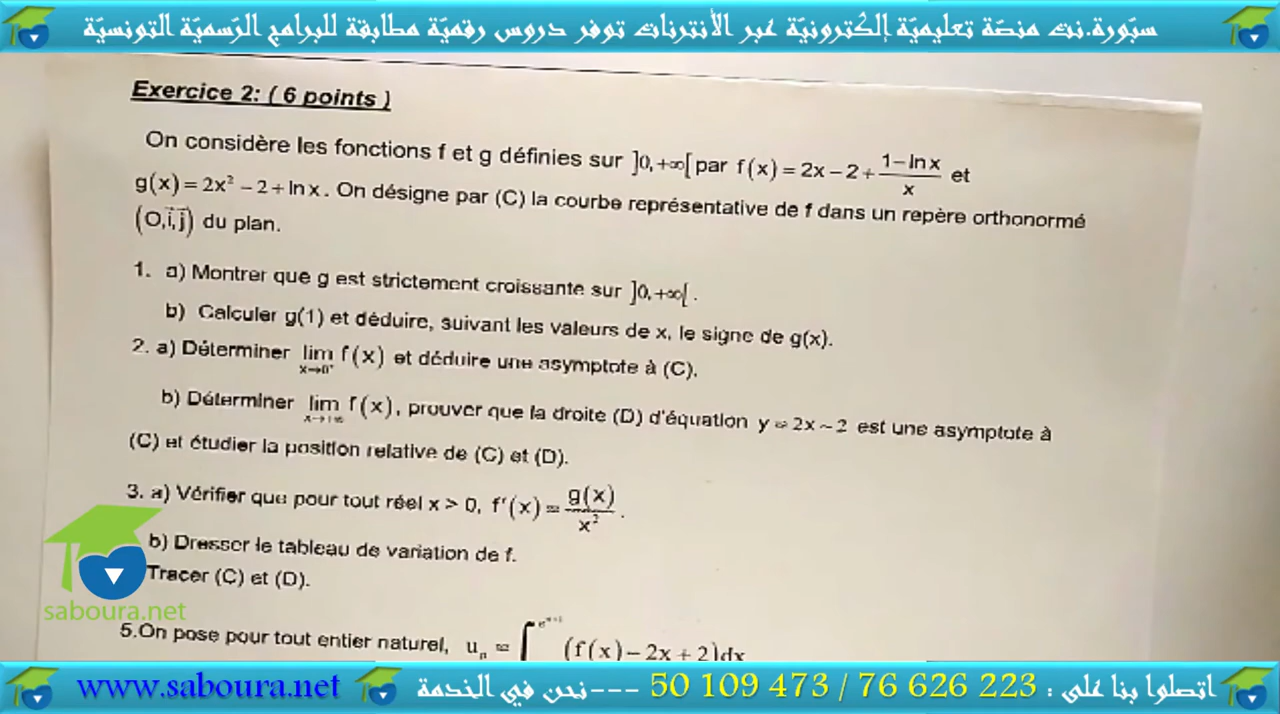 سبّورة.نت منصّة تعليميّة إلكترونيّة عبر الأنترنات توفر دروس رقميّة مطابقة للبرامج الرّسميّة التونسيّة
Exercice 2: ( 6 points )
On considère les fonctions f et g définies sur ]0,+∞[ par f(x) = 2x − 2 + (1−ln x)/x et
g(x) = 2x² − 2 + ln x . On désigne par (C) la courbe représentative de f dans un repère orthonormé
(O,i⃗,j⃗) du plan.
1. a) Montrer que g est strictement croissante sur ]0,+∞[ .
b) Calculer g(1) et déduire, suivant les valeurs de x, le signe de g(x).
2. a) Déterminer lim x→0⁺ f(x) et déduire une asymptote à (C).
b) Déterminer lim x→+∞ f(x), prouver que la droite (D) d'équation y = 2x − 2 est une asymptote à
(C) et étudier la position relative de (C) et (D).
3. a) Vérifier que pour tout réel x > 0, f'(x) = g(x)/x² .
b) Dresser le tableau de variation de f.
Tracer (C) et (D).
saboura.net
5.On pose pour tout entier naturel, uₙ = ∫ (f(x) − 2x + 2)dx
www.saboura.net اتصلوا بنا على : 50 109 473 / 76 626 223 ---نحن في الخدمة